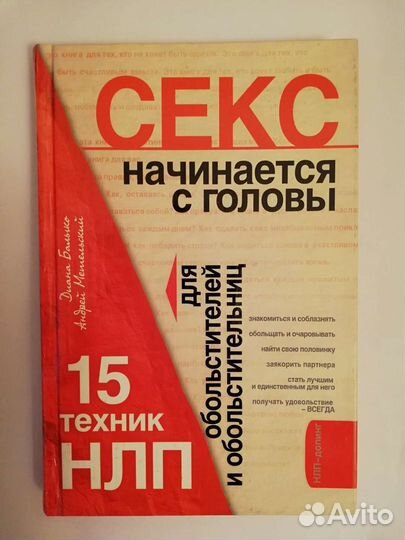 СЕКС
начинается
с головы
Диана Балыко
Андрей Метельский
для
обольстителей
и обольстительниц
15
техник
НЛП
знакомиться и соблазнять
обольщать и очаровывать
найти свою половинку
заякорить партнера
стать лучшим
и единственным для него
получать удовольствие
– ВСЕГДА
НЛП-допинг
Avito